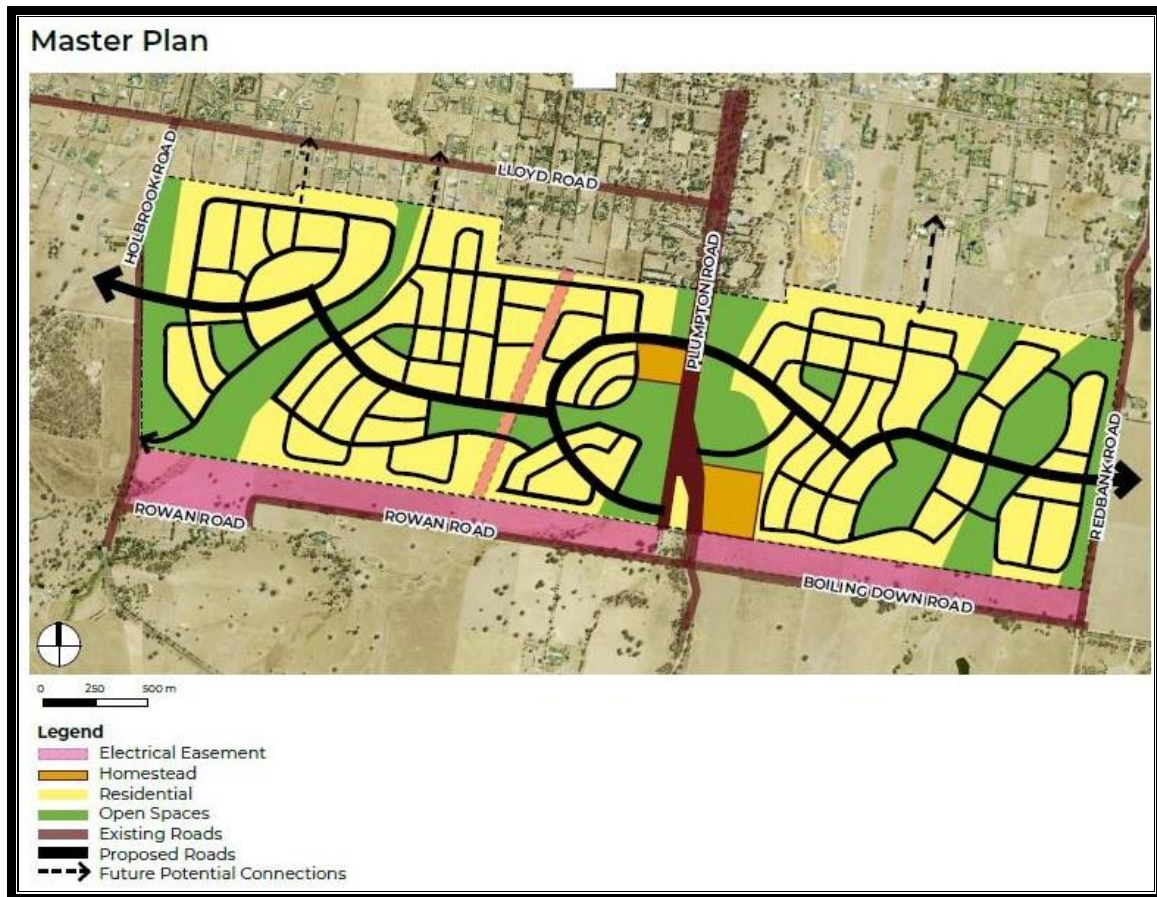 Master Plan
HOLBROOK ROAD
LLOYD ROAD
PLUMPTON ROAD
REDBANK ROAD
ROWAN ROAD
ROWAN ROAD
BOILING DOWN ROAD
0 250 500 m
Legend
Electrical Easement
Homestead
Residential
Open Spaces
Existing Roads
Proposed Roads
Future Potential Connections